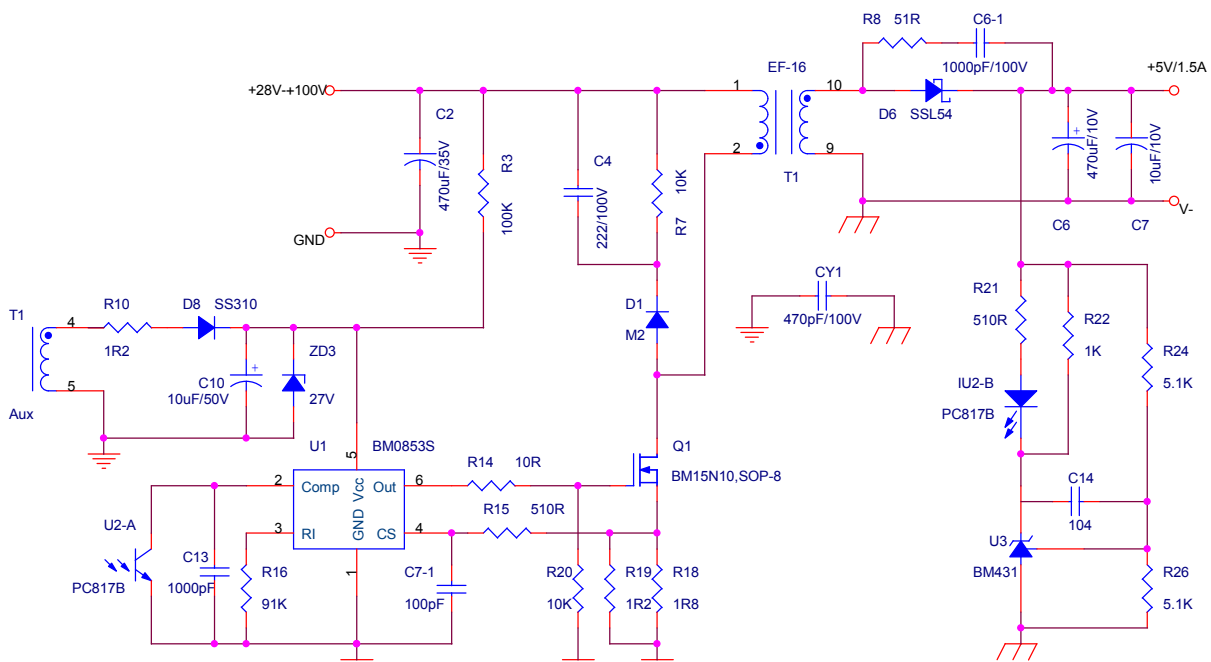 R8 51R C6-1
1000pF/100V
EF-16
+28V-+100V
1
10
+5V/1.5A
C2
D6 SSL54
470uF/35V
R3
100K
C4
222/100V
10K
R7
2
9
T1
+
470uF/10V
10uF/10V
C6
C7
V-
GND
CY1
470pF/100V
R10
D8 SS310
T1
4
1R2
5
Aux
+
C10
10uF/50V
ZD3
27V
D1
M2
R21
510R
R22
1K
R24
5.1K
IU2-B
PC817B
U1
BM0853S
5
Q1
BM15N10,SOP-8
R14 10R
2
Comp
Vcc
Out
6
R15 510R
3
RI
GND
CS
4
1
U2-A
PC817B
C13
1000pF
R16
91K
C7-1
100pF
R20
10K
R19
1R2
R18
1R8
C14
104
U3
BM431
R26
5.1K